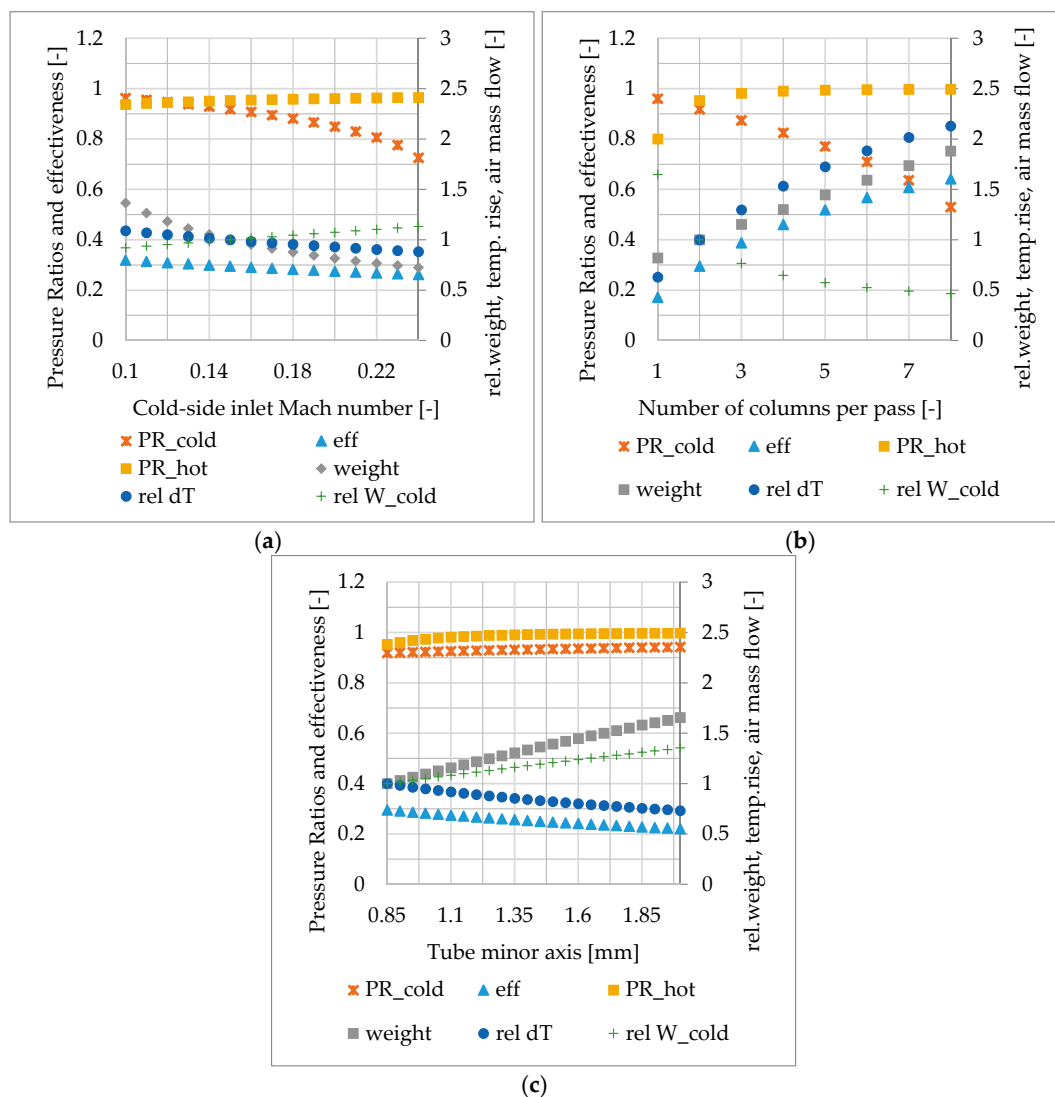 Pressure Ratios and effectiveness [-]
1.2
1
0.8
0.6
0.4
0.2
0
3
2.5
2
1.5
1
0.5
0
rel.weight, temp.rise, air mass flow [-]
0.1 0.14 0.18 0.22
Cold-side inlet Mach number [-]
PR_cold eff
PR_hot weight
rel dT rel W_cold
(a)
Pressure Ratios and effectiveness [-]
1.2
1
0.8
0.6
0.4
0.2
0
3
2.5
2
1.5
1
0.5
0
rel.weight, temp.rise, air mass flow [-]
1 3 5 7
Number of columns per pass [-]
PR_cold eff PR_hot
weight rel dT rel W_cold
(b)
Pressure Ratios and effectiveness [-]
1.2
1
0.8
0.6
0.4
0.2
0
3
2.5
2
1.5
1
0.5
0
rel.weight, temp.rise, air mass flow [-]
0.85 1.1 1.35 1.6 1.85
Tube minor axis [mm]
PR_cold eff PR_hot
weight rel dT rel W_cold
(c)